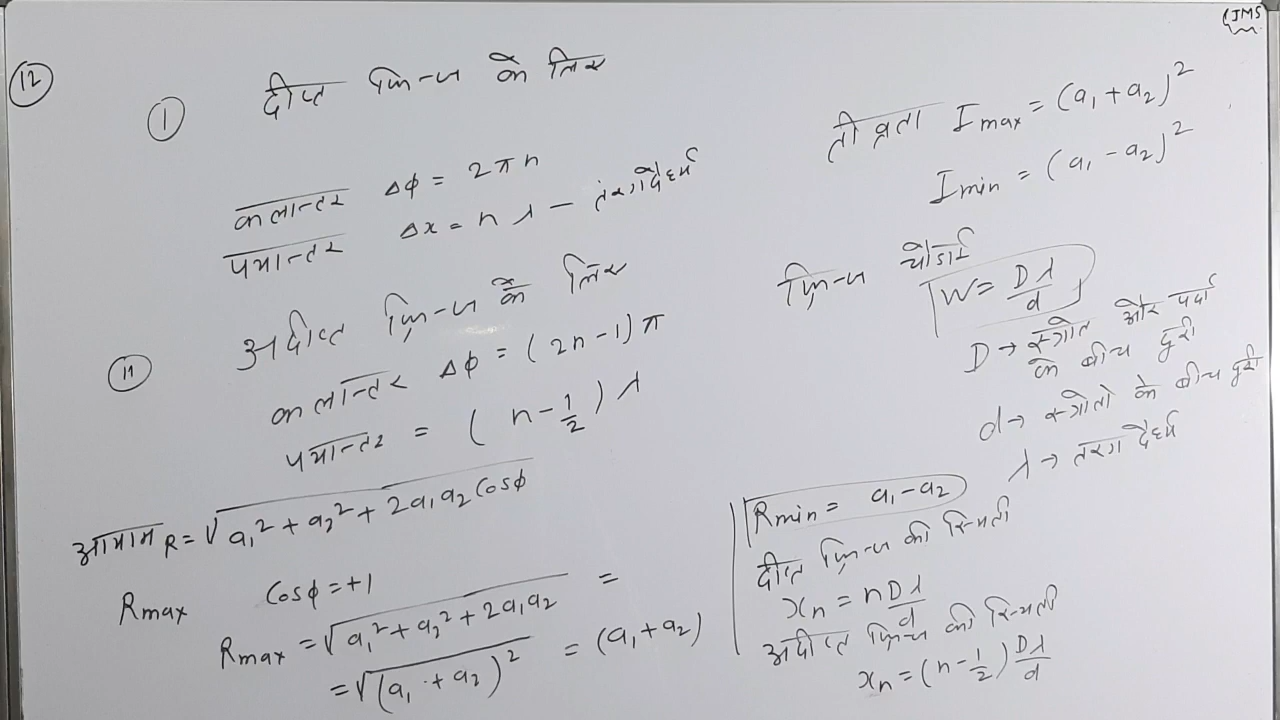 JMS
12
① दीप्त फ्रिन्ज के लिए
कलान्तर Δϕ = 2πn
पथान्तर Δx = nλ – तंरगदैर्ध्य
11 अदीप्त फ्रिन्ज के लिए
कलान्तर Δϕ = (2n-1)π
पथान्तर = (n-1/2)λ
आयाम R = √a₁²+a₂²+2a₁a₂ Cosϕ
Rmax Cosϕ = +1
Rmax = √a₁²+a₂²+2a₁a₂ =
= √(a₁+a₂)² = (a₁+a₂)
तीव्रता Imax = (a₁+a₂)²
Imin = (a₁-a₂)²
फ्रिन्ज चौडाई
W = Dλ/d
D → स्त्रोत और पर्दा
के बीच दुरी
d → स्त्रोतो के बीच दुरी
λ → तरंग दैर्ध्य
Rmin = a₁-a₂
दीप्त फ्रिन्ज की स्थिती
xn = nDλ/d
अदीप्त फ्रिन्ज की स्थिती
xn = (n-1/2)Dλ/d